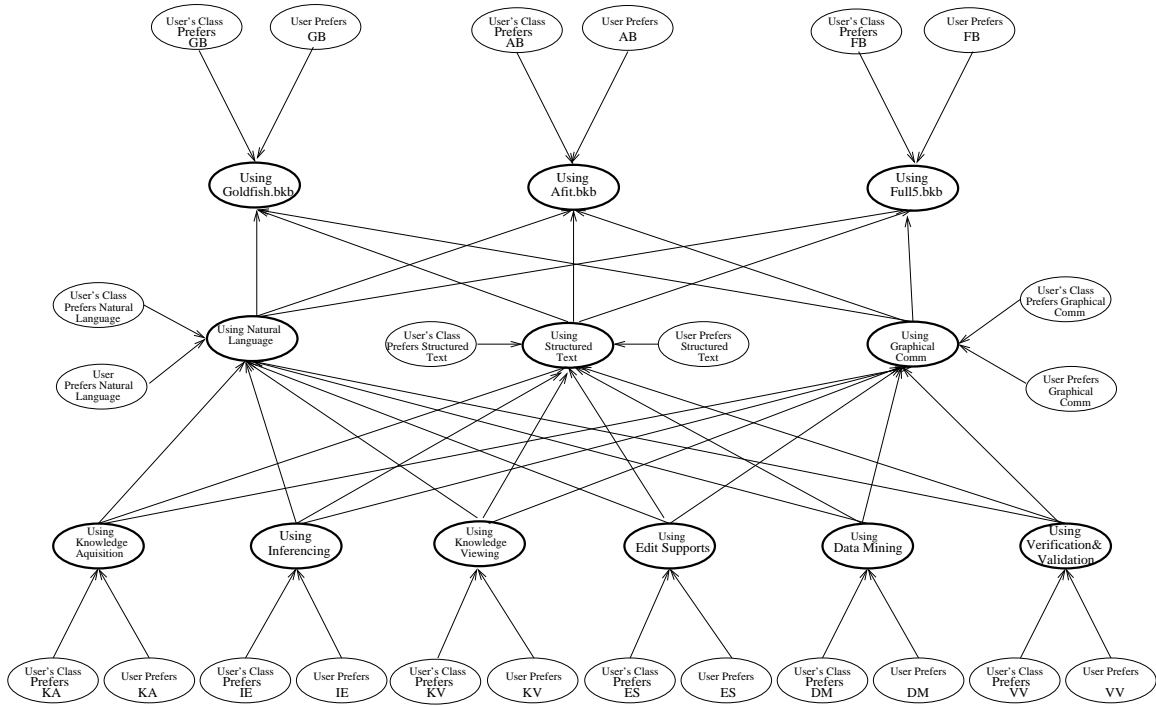 User's Class
Prefers
GB
User Prefers
GB
User's Class
Prefers
AB
User Prefers
AB
User's Class
Prefers
FB
User Prefers
FB
Using
Goldfish.bkb
Using
Afit.bkb
Using
Full5.bkb
User's Class
Prefers Natural
Language
User
Prefers Natural
Language
Using Natural
Language
User's Class
Prefers Structured
Text
Using
Structured
Text
User Prefers
Structured
Text
Using
Graphical
Comm
User's Class
Prefers Graphical
Comm
User Prefers
Graphical
Comm
Using
Knowledge
Aquisition
Using
Inferencing
Using
Knowledge
Viewing
Using
Edit Supports
Using
Data Mining
Using
Verification&
Validation
User's Class
Prefers
KA
User Prefers
KA
User's Class
Prefers
IE
User Prefers
IE
User's Class
Prefers
KV
User Prefers
KV
User's Class
Prefers
ES
User Prefers
ES
User's Class
Prefers
DM
User Prefers
DM
User's Class
Prefers
VV
User Prefers
VV